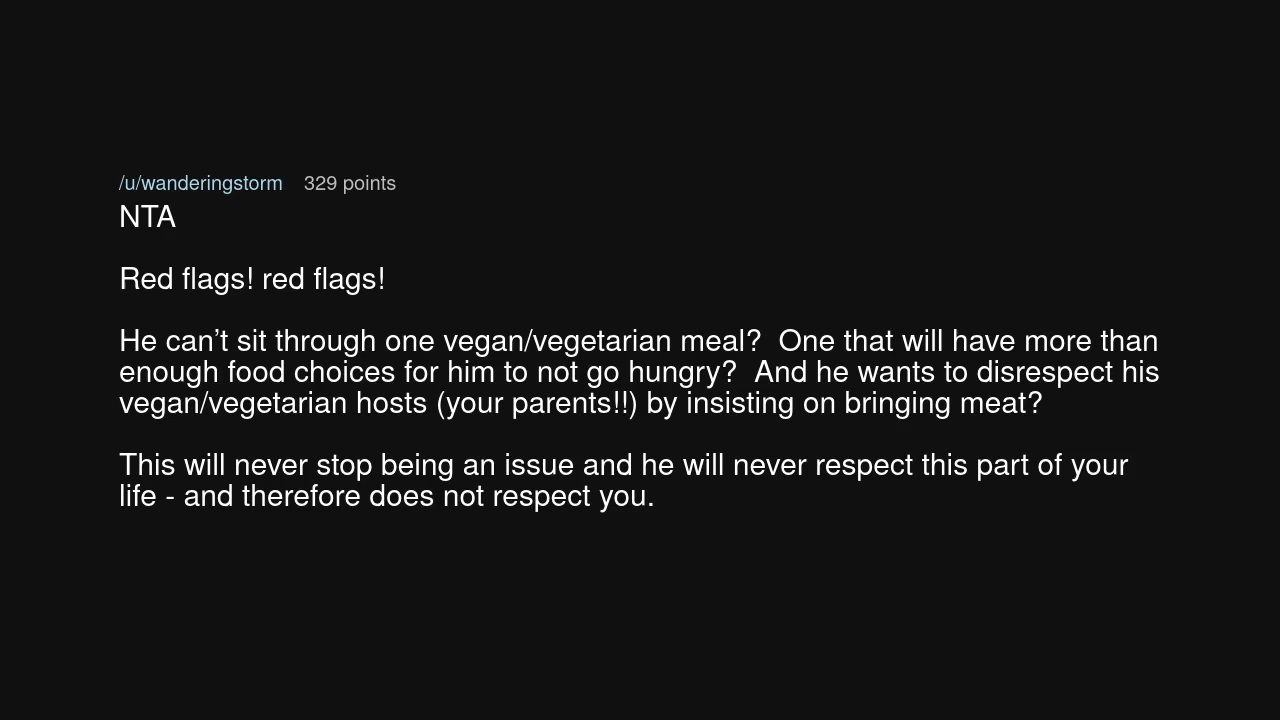 /u/wanderingstorm 329 points
NTA
Red flags! red flags!
He can’t sit through one vegan/vegetarian meal?  One that will have more than
enough food choices for him to not go hungry?  And he wants to disrespect his
vegan/vegetarian hosts (your parents!!) by insisting on bringing meat?
This will never stop being an issue and he will never respect this part of your
life - and therefore does not respect you.